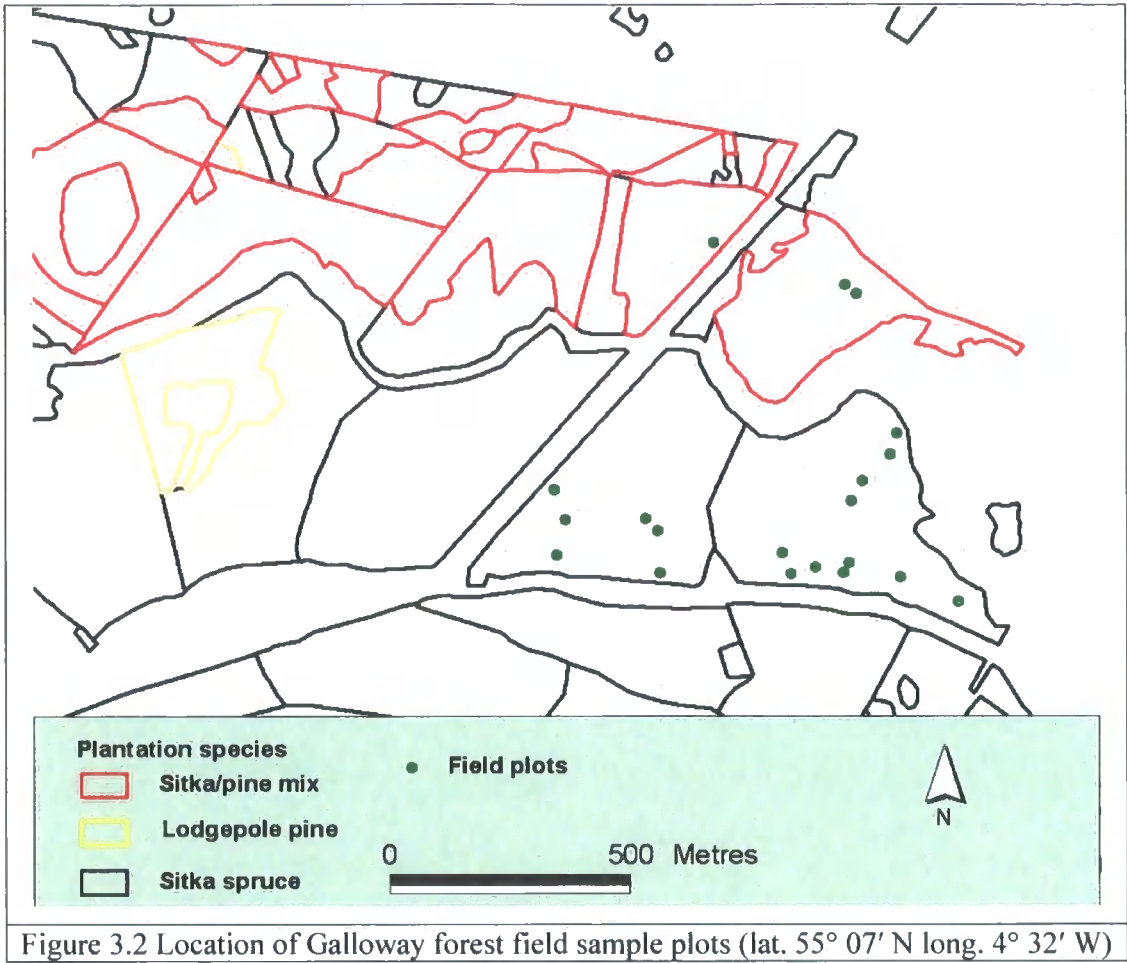 Plantation species
Sitka/pine mix
Lodgepole pine
Sitka spruce
Field plots
0 500 Metres
N
Figure 3.2 Location of Galloway forest field sample plots (lat. 55° 07′ N long. 4° 32′ W)